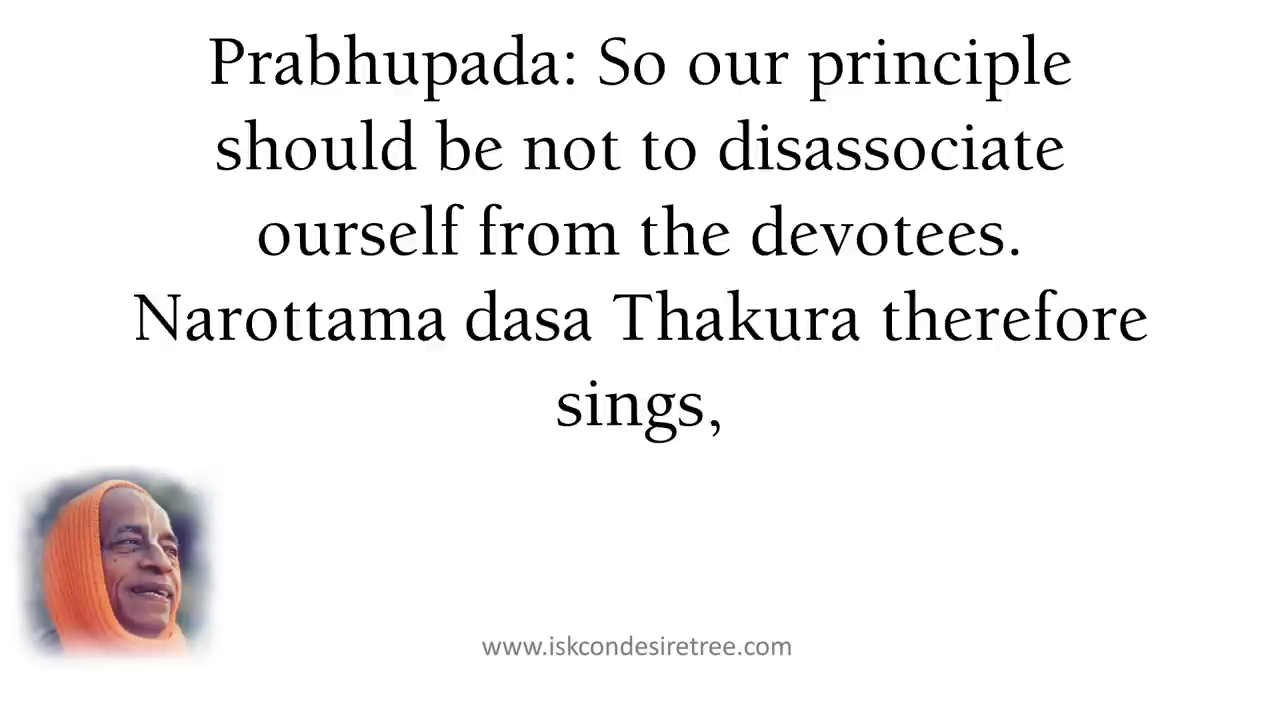 Prabhupada: So our principle
should be not to disassociate
ourself from the devotees.
Narottama dasa Thakura therefore
sings,
www.iskcondesiretree.com